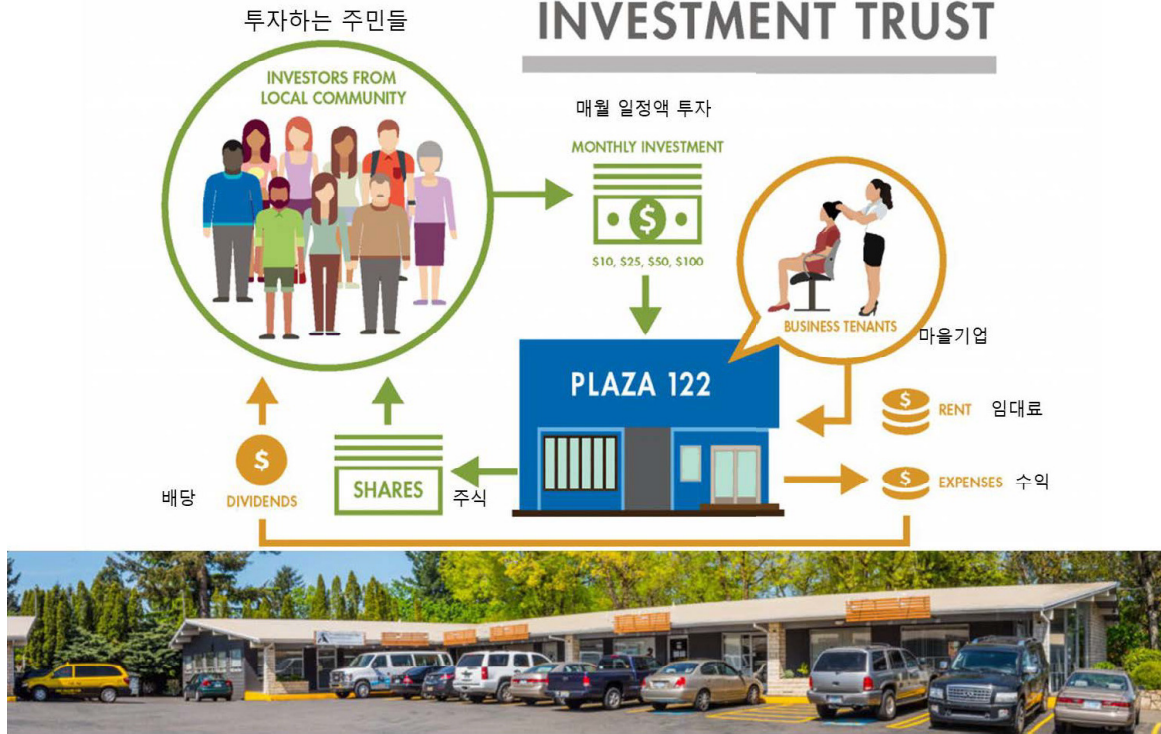 투자하는 주민들
INVESTMENT TRUST
INVESTORS FROM
LOCAL COMMUNITY
매월 일정액 투자
MONTHLY INVESTMENT
$
$10, $25, $50, $100
BUSINESS TENANTS
마을기업
PLAZA 122
$
RENT 임대료
$
SHARES 주식
$
EXPENSES 수익
배당 DIVIDENDS